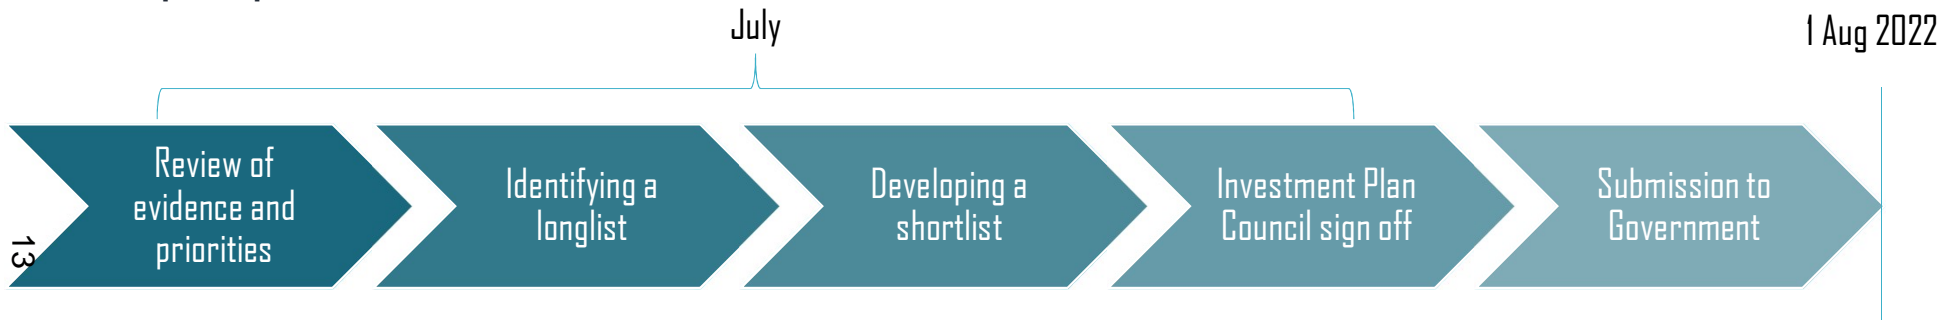 July
1 Aug 2022
Review of
evidence and
priorities
Identifying a
longlist
Developing a
shortlist
Investment Plan
Council sign off
Submission to
Government
13